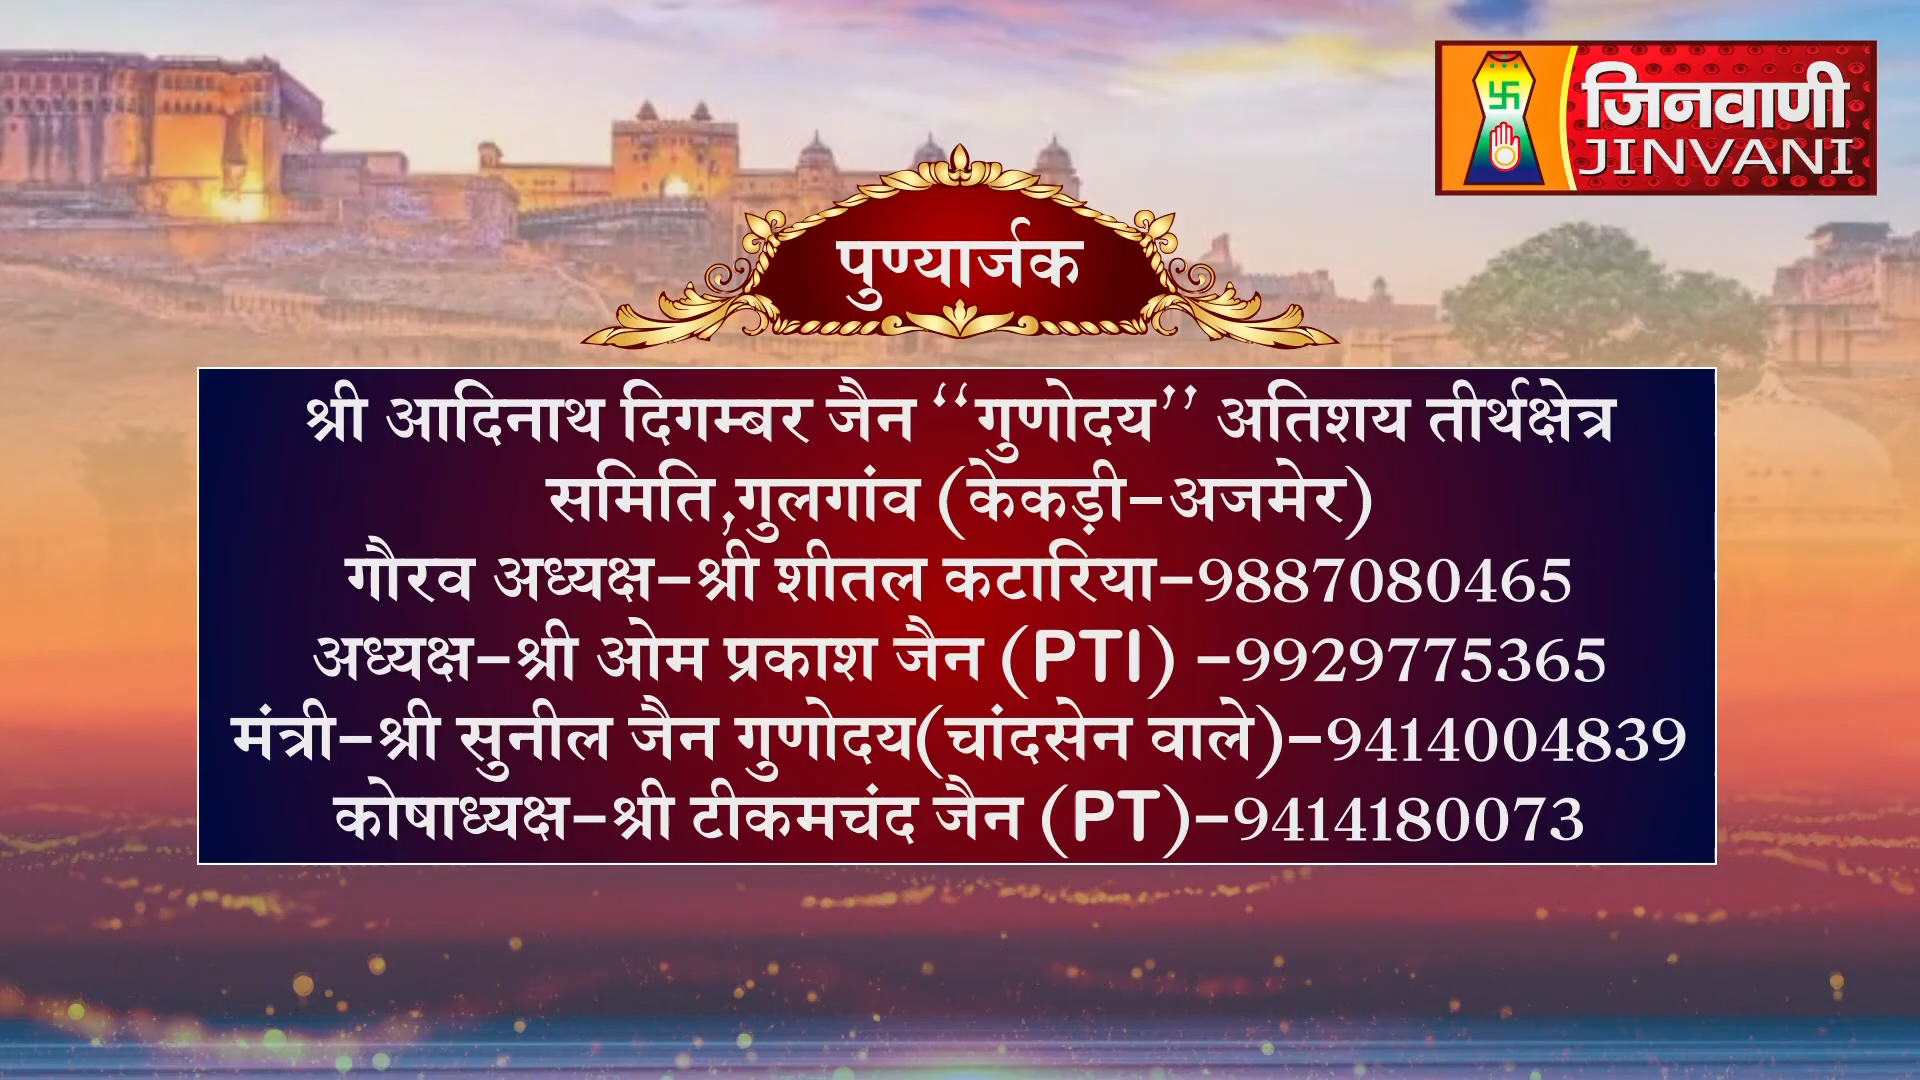 जिनवाणी
JINVANI
पुण्यार्जक
श्री आदिनाथ दिगम्बर जैन “गुणोदय” अतिशय तीर्थक्षेत्र
समिति,गुलगांव (केकड़ी-अजमेर)
गौरव अध्यक्ष-श्री शीतल कटारिया-9887080465
अध्यक्ष-श्री ओम प्रकाश जैन (PTI) -9929775365
मंत्री-श्री सुनील जैन गुणोदय(चांदसेन वाले)-9414004839
कोषाध्यक्ष-श्री टीकमचंद जैन (PT)-9414180073